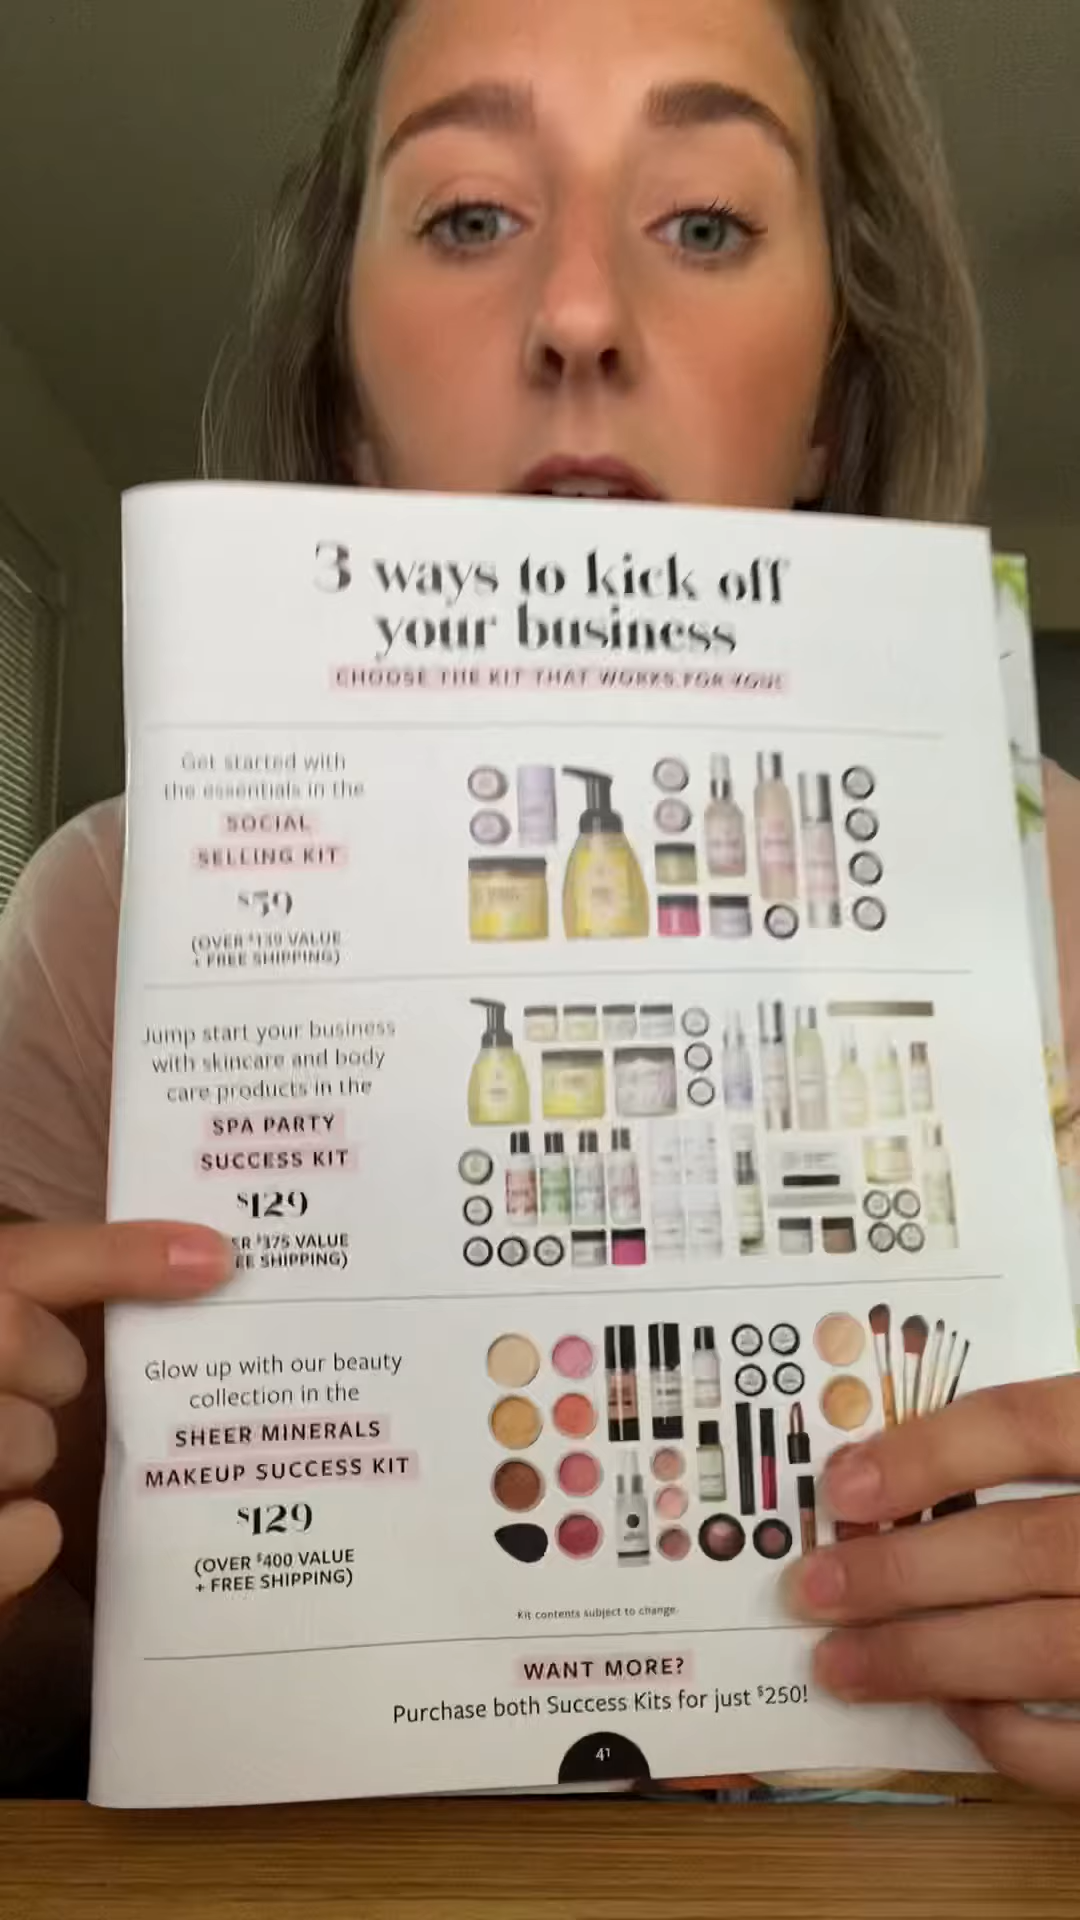 3 ways to kick off
your business
CHOOSE THE KIT THAT WORKS FOR YOU!
Get started with
the essentials in the
SOCIAL
SELLING KIT
$59
(OVER $139 VALUE
+ FREE SHIPPING)
Jump start your business
with skincare and body
care products in the
SPA PARTY
SUCCESS KIT
$129
ER $375 VALUE
EE SHIPPING)
Glow up with our beauty
collection in the
SHEER MINERALS
MAKEUP SUCCESS KIT
$129
(OVER $400 VALUE
+ FREE SHIPPING)
Kit contents subject to change.
WANT MORE?
Purchase both Success Kits for just $250!
41